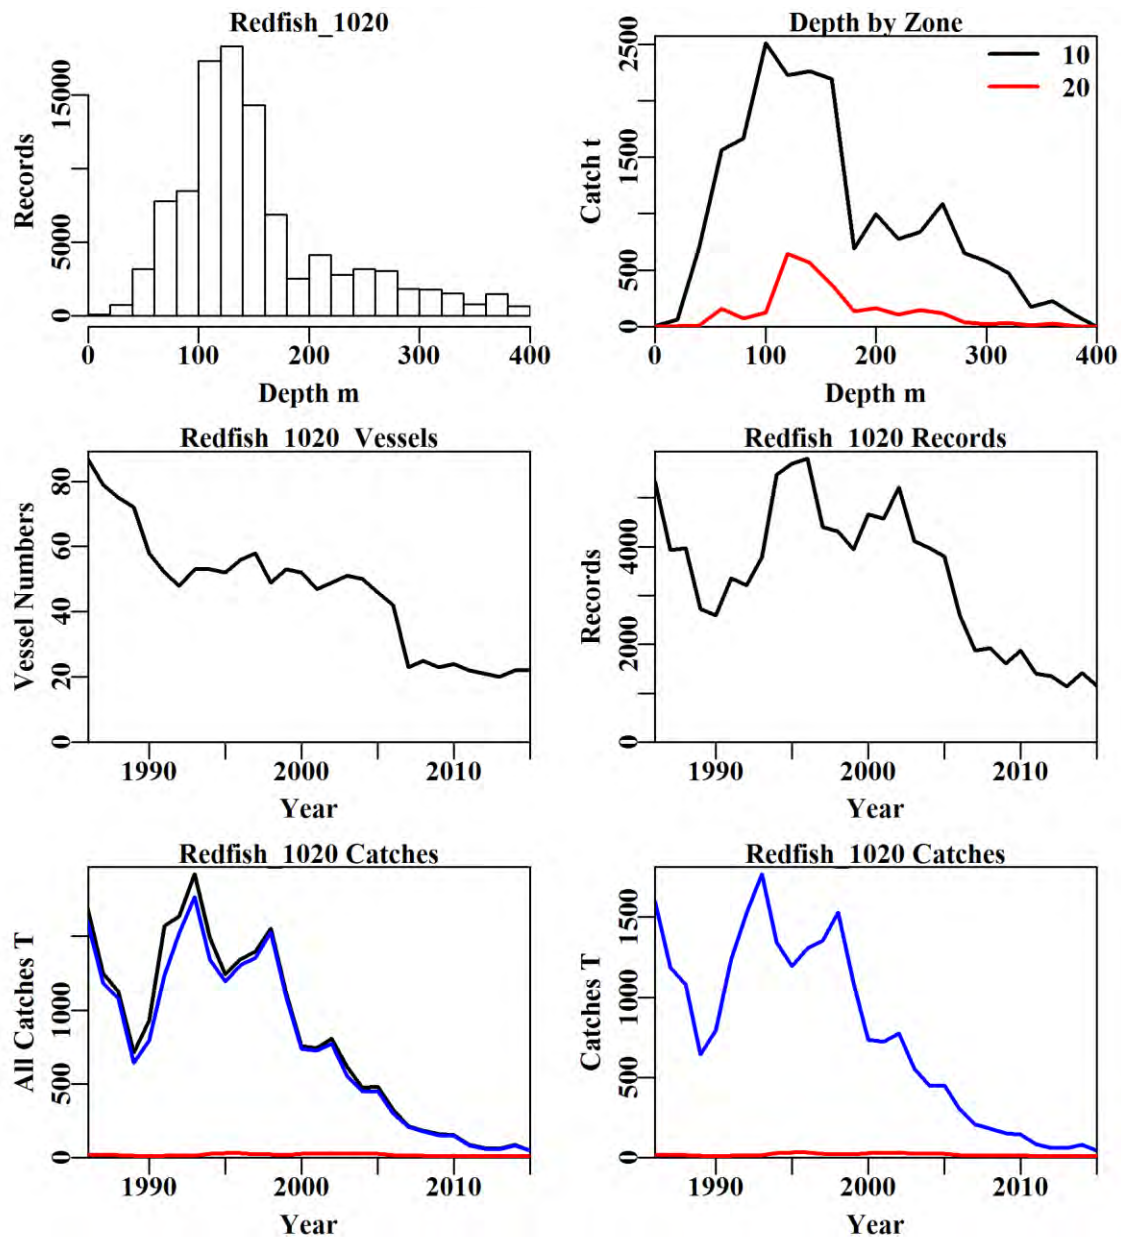 Redfish_1020
Records
0 5000 15000
0 100 200 300 400
Depth m
Depth by Zone
10
20
Catch t
0 500 1500 2500
0 100 200 300 400
Depth m
Redfish_1020_Vessels
Vessel Numbers
0 20 40 60 80
1990 2000 2010
Year
Redfish_1020 Records
Records
0 2000 4000
1990 2000 2010
Year
Redfish_1020 Catches
All Catches T
0 500 1000
1990 2000 2010
Year
Redfish_1020 Catches
Catches T
0 500 1000 1500
1990 2000 2010
Year